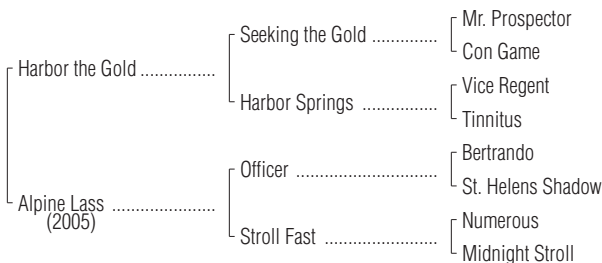 Mr. Prospector
Seeking the Gold ..............
Con Game
Harbor the Gold ................
Vice Regent
Harbor Springs ................
Tinnitus
Bertrando
Officer ..............................
St. Helens Shadow
Alpine Lass ......................
(2005)
Numerous
Stroll Fast ........................
Midnight Stroll